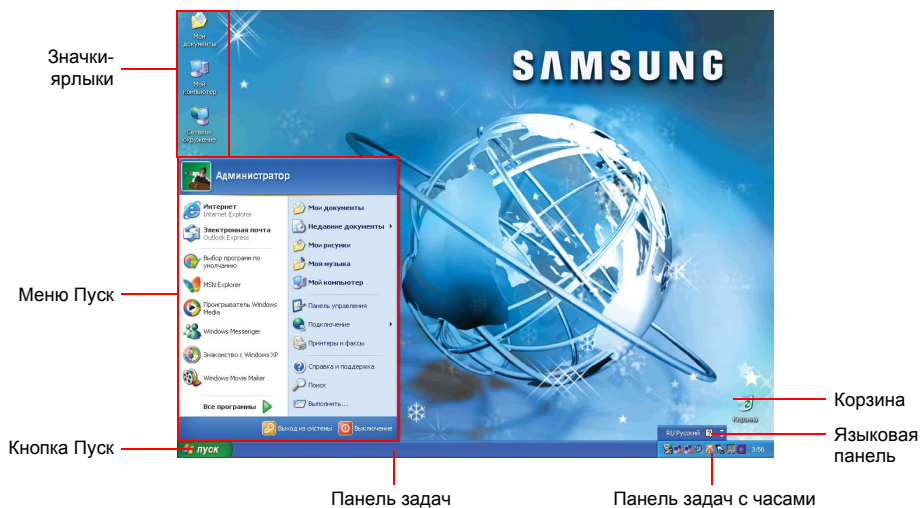 Значки-
ярлыки
Мои
документы
Мой
компьютер
Сетевое
окружение
SAMSUNG
Администратор
Интернет
Internet Explorer
Электронная почта
Outlook Express
Выбор программ по
умолчанию
MSN Explorer
Проигрыватель Windows
Media
Windows Messenger
Знакомство с Windows XP
Windows Movie Maker
Все программы
Мои документы
Недавние документы
Мои рисунки
Моя музыка
Мой компьютер
Панель управления
Подключение
Принтеры и факсы
Справка и поддержка
Поиск
Выполнить...
Выход из системы
Выключение
Меню Пуск
Кнопка Пуск
пуск
Корзина
Корзина
RU Русский
Языковая
панель
3:56
Панель задач
Панель задач с часами